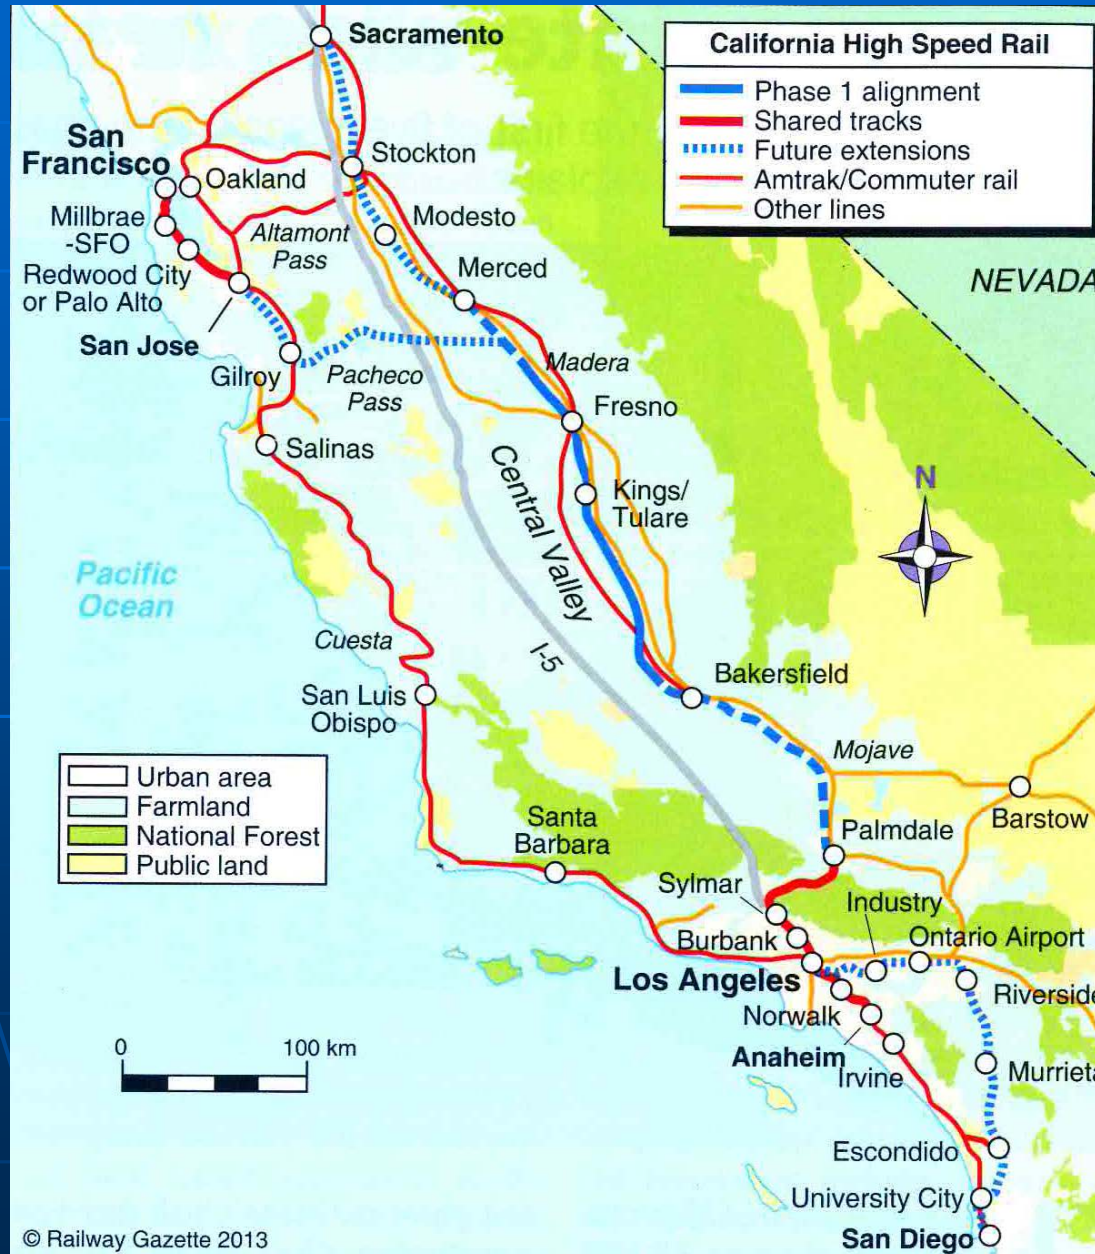 California High Speed Rail
Phase 1 alignment
Shared tracks
Future extensions
Amtrak/Commuter rail
Other lines
Sacramento
San
Francisco
Oakland
Stockton
Millbrae
-SFO
Altamont
Pass
Modesto
Redwood City
or Palo Alto
Merced
NEVADA
San Jose
Gilroy
Pacheco
Pass
Madera
Fresno
Salinas
Central Valley
Kings/
Tulare
N
Pacific
Ocean
Cuesta
I-5
San Luis
Obispo
Bakersfield
Mojave
Urban area
Farmland
National Forest
Public land
Santa
Barbara
Palmdale
Barstow
Sylmar
Industry
Burbank
Ontario Airport
Los Angeles
Riverside
Norwalk
Anaheim
Irvine
Murrieta
0 100 km
Escondido
University City
San Diego
© Railway Gazette 2013